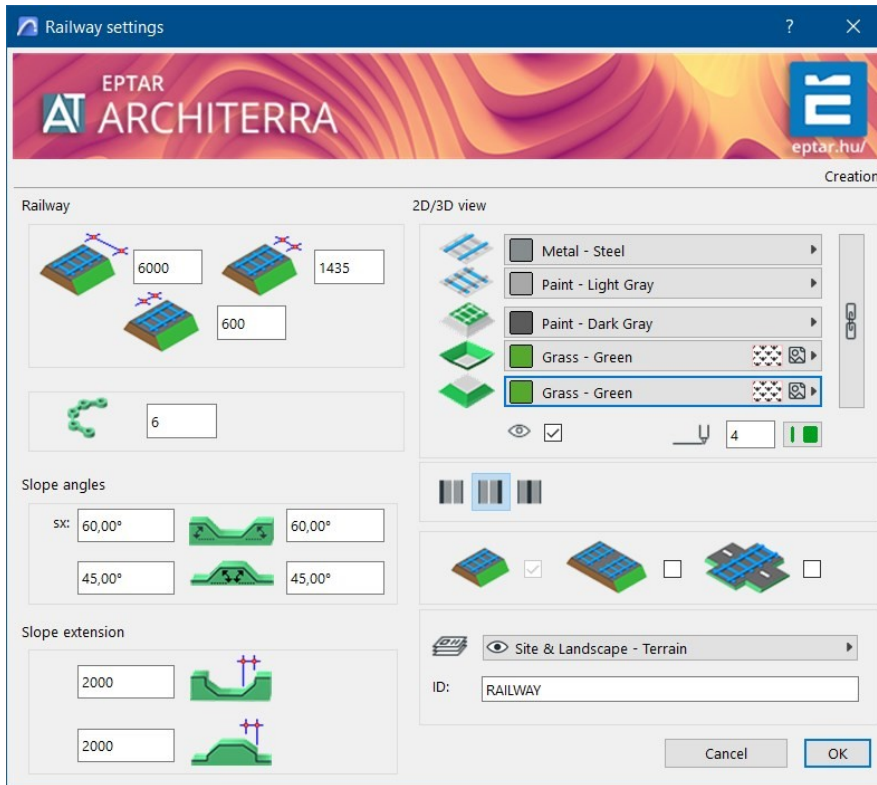 Railway settings
?
EPTAR
AT ARCHITERRA
eptar.hu/
Creation
Railway
2D/3D view
6000
1435
600
Metal - Steel
Paint - Light Gray
Paint - Dark Gray
Grass - Green
Grass - Green
6
4
Slope angles
sx: 60,00° 60,00°
45,00° 45,00°
Slope extension
2000
2000
Site & Landscape - Terrain
ID: RAILWAY
Cancel OK